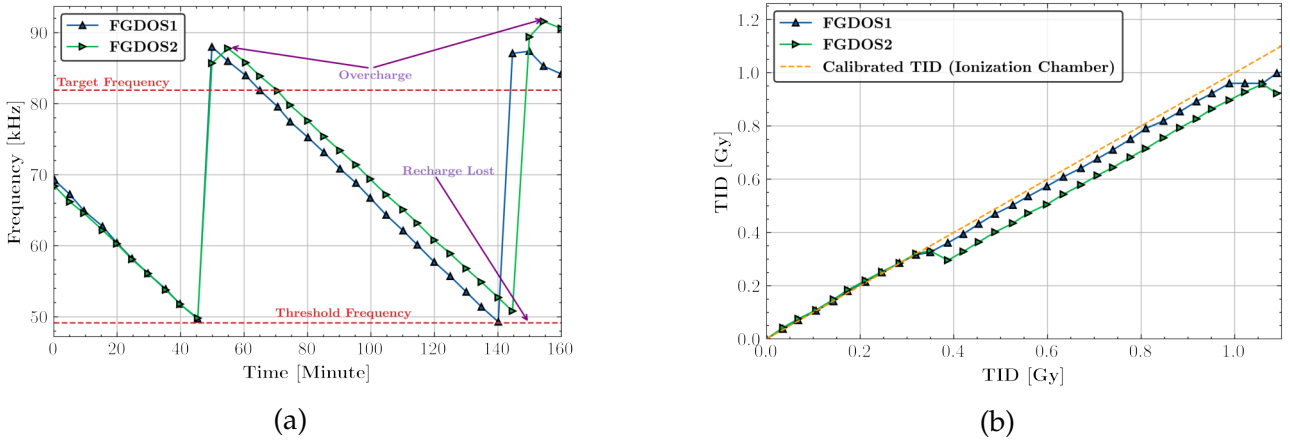 FGDOS1
FGDOS2
Overcharge
Target Frequency
Recharge Lost
Threshold Frequency
Frequency [kHz]
90
80
70
60
50
0 20 40 60 80 100 120 140 160
Time [Minute]
(a)
FGDOS1
FGDOS2
Calibrated TID (Ionization Chamber)
TID [Gy]
1.2
1.0
0.8
0.6
0.4
0.2
0.0
0.0 0.2 0.4 0.6 0.8 1.0
TID [Gy]
(b)